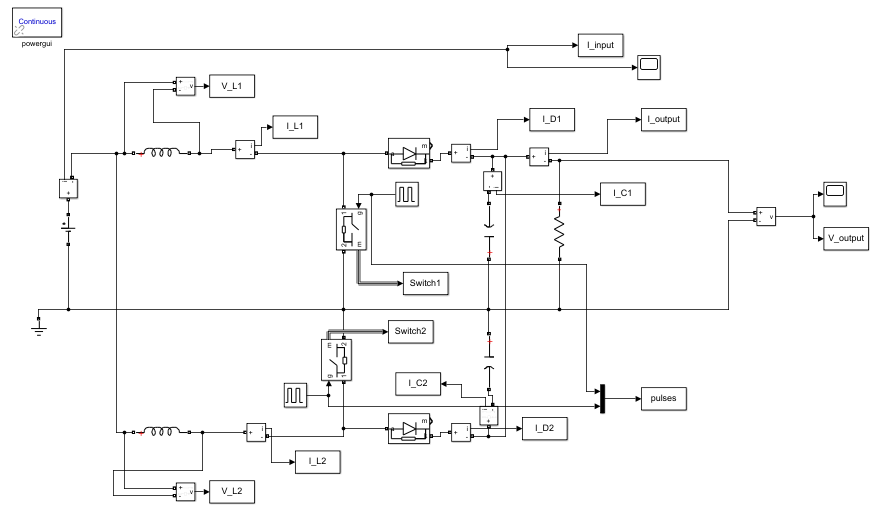 Continuous
powergui
I_input
V_L1
I_L1
I_D1
I_output
I_C1
V_output
Switch1
Switch2
I_C2
pulses
I_D2
I_L2
V_L2